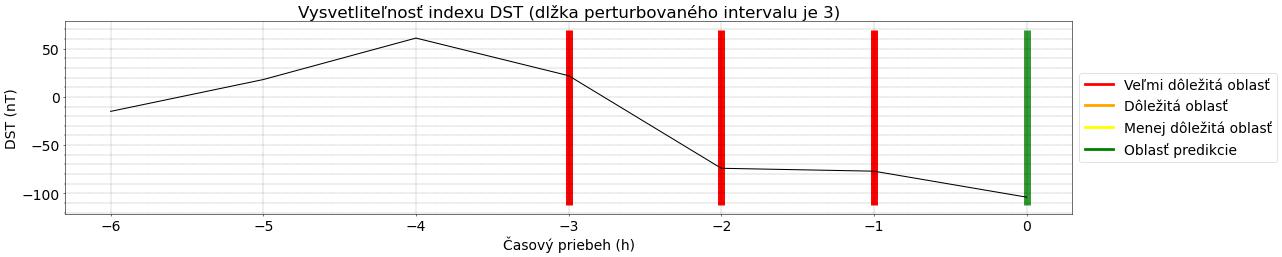 Vysvetliteľnosť indexu DST (dĺžka perturbovaného intervalu je 3)
50
0
−50
−100
DST (nT)
−6 −5 −4 −3 −2 −1 0
Časový priebeh (h)
Veľmi dôležitá oblasť
Dôležitá oblasť
Menej dôležitá oblasť
Oblasť predikcie